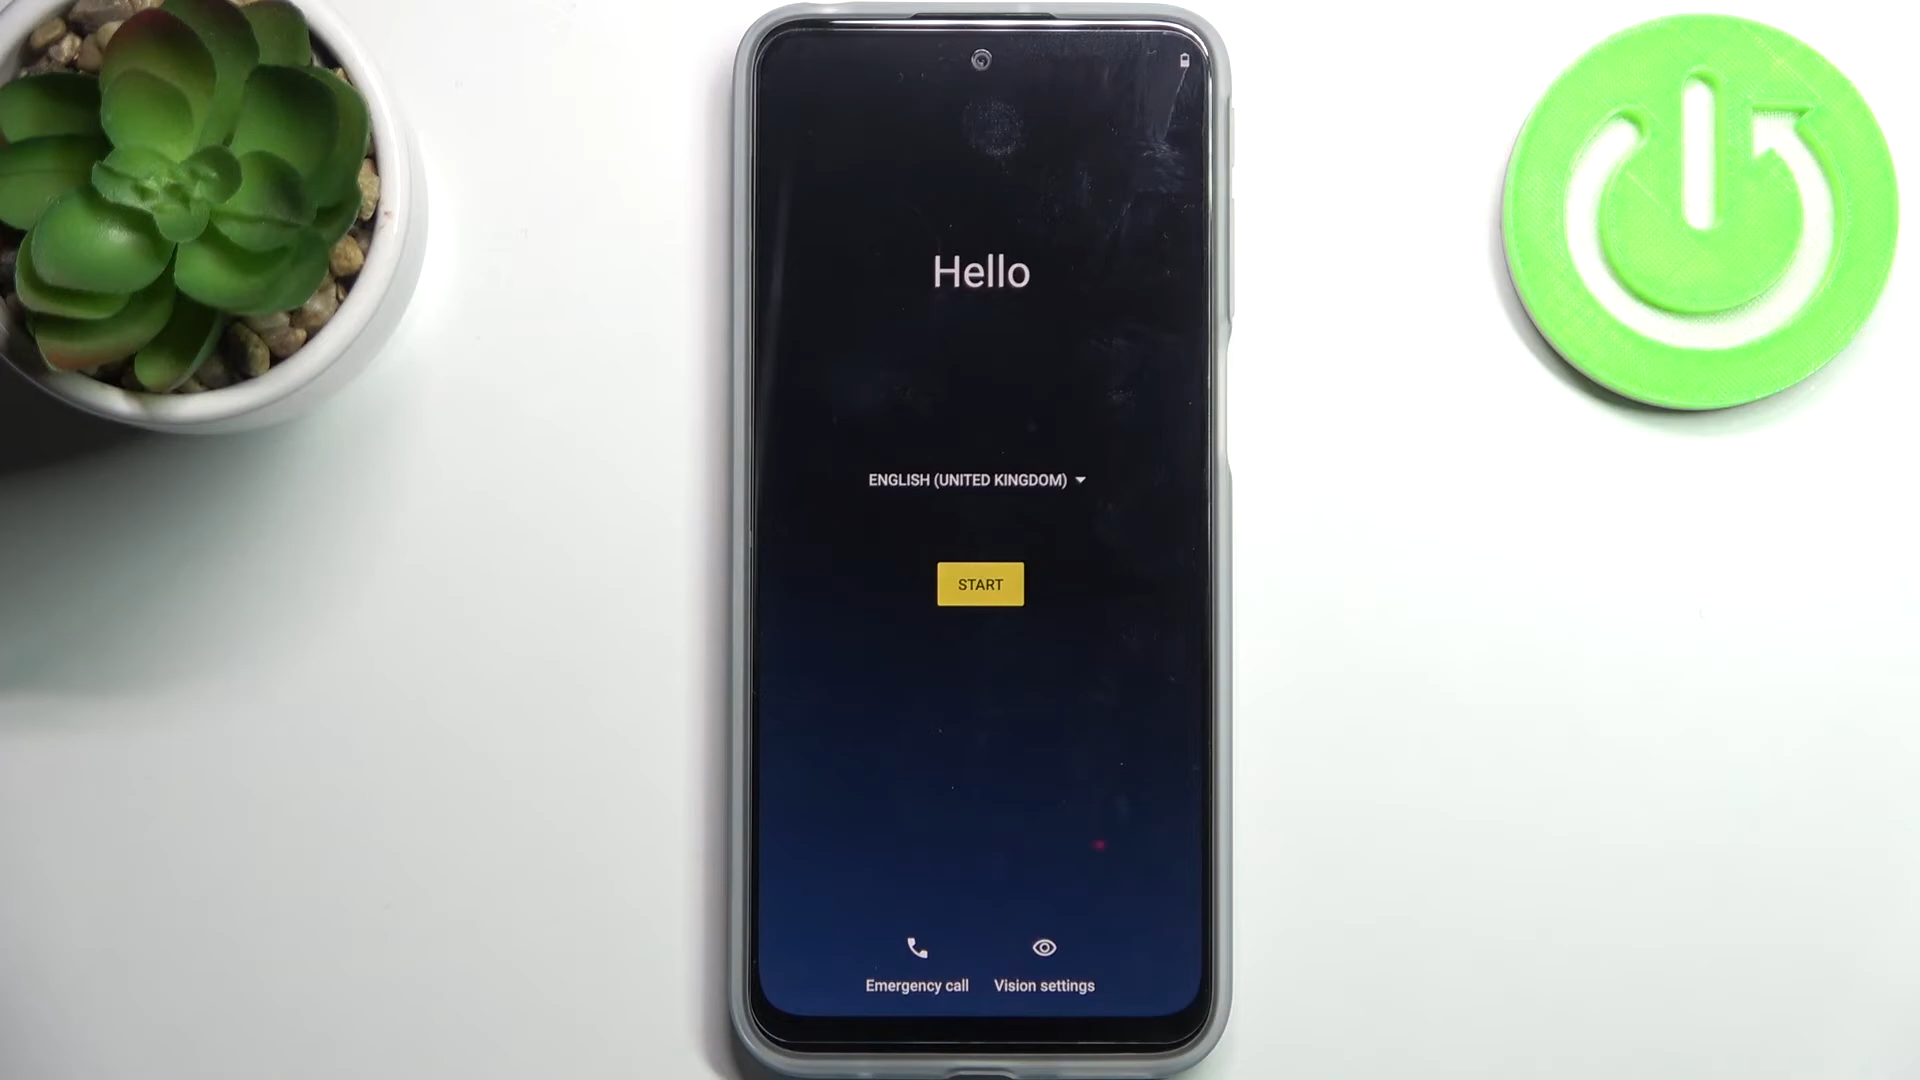 Hello
ENGLISH (UNITED KINGDOM)
START
Emergency call
Vision settings